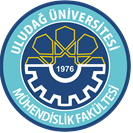 ULUDAĞ ÜNİVERSİTESİ
1976
MÜHENDİSLİK FAKÜLTESİ